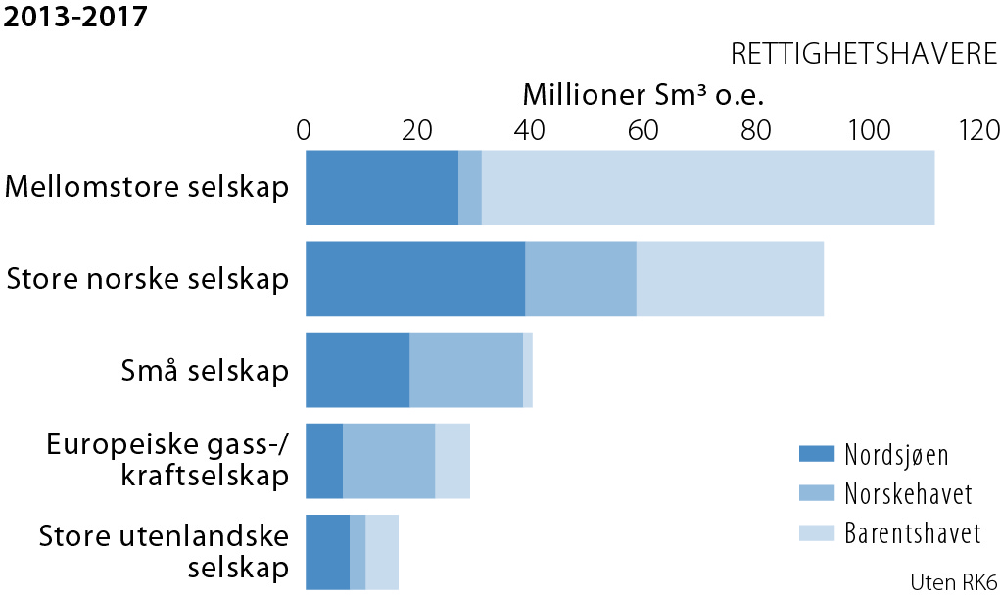 2013-2017
RETTIGHETSHAVERE
Millioner Sm³ o.e.
0 20 40 60 80 100 120
Mellomstore selskap
Store norske selskap
Små selskap
Europeiske gass-/
kraftselskap
Store utenlandske
selskap
Nordsjøen
Norskehavet
Barentshavet
Uten RK6